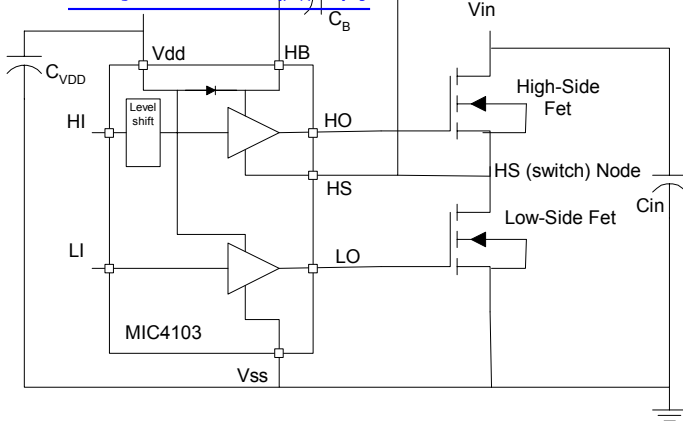 Vin
C_B
Vdd
HB
C_VDD
Level
shift
High-Side
Fet
HI
HO
HS (switch) Node
HS
Cin
Low-Side Fet
LI
LO
MIC4103
Vss